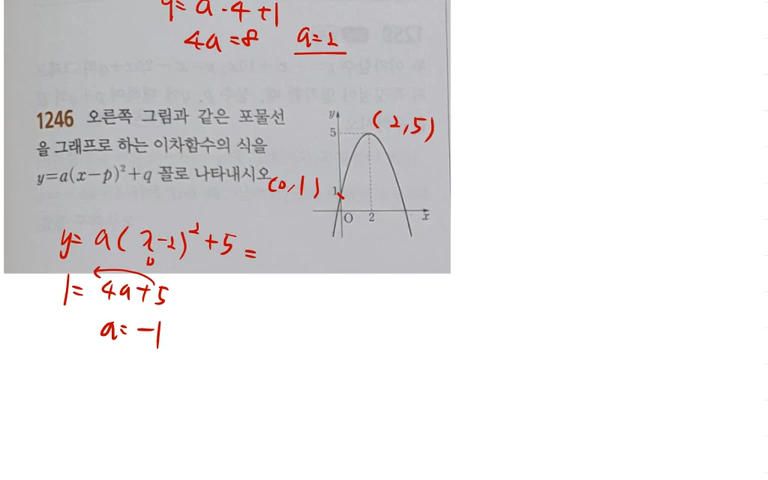 9= a·4+1
4a=8 a=2
1246 오른쪽 그림과 같은 포물선
을 그래프로 하는 이차함수의 식을
y=a(x-p)²+q 꼴로 나타내시오.
(2,5)
(0,1)
y
5
1
O 2 x
y= a(x-2)²+5 =
0
1= 4a+5
a= -1